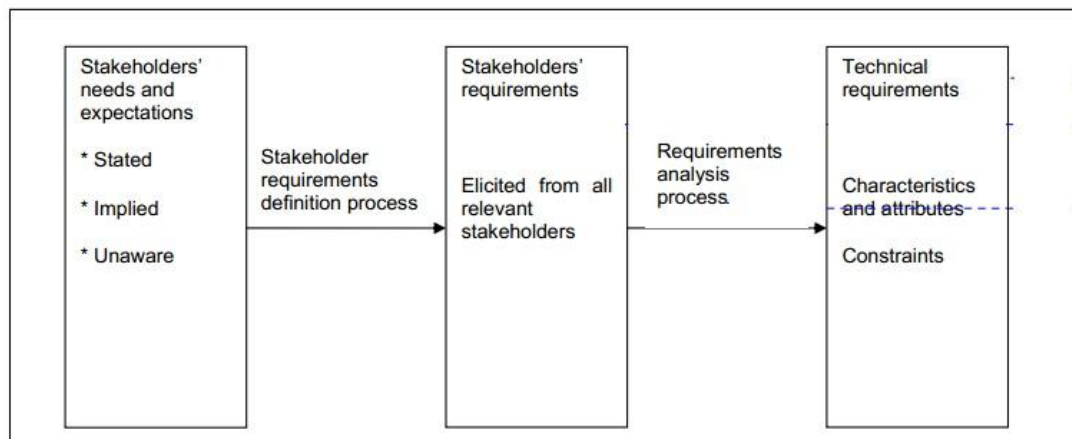 Stakeholders'
needs and
expectations
* Stated
* Implied
* Unaware
Stakeholder
requirements
definition process
Stakeholders'
requirements
Elicited from all
relevant
stakeholders
Requirements
analysis
process.
Technical
requirements
Characteristics
and attributes
Constraints